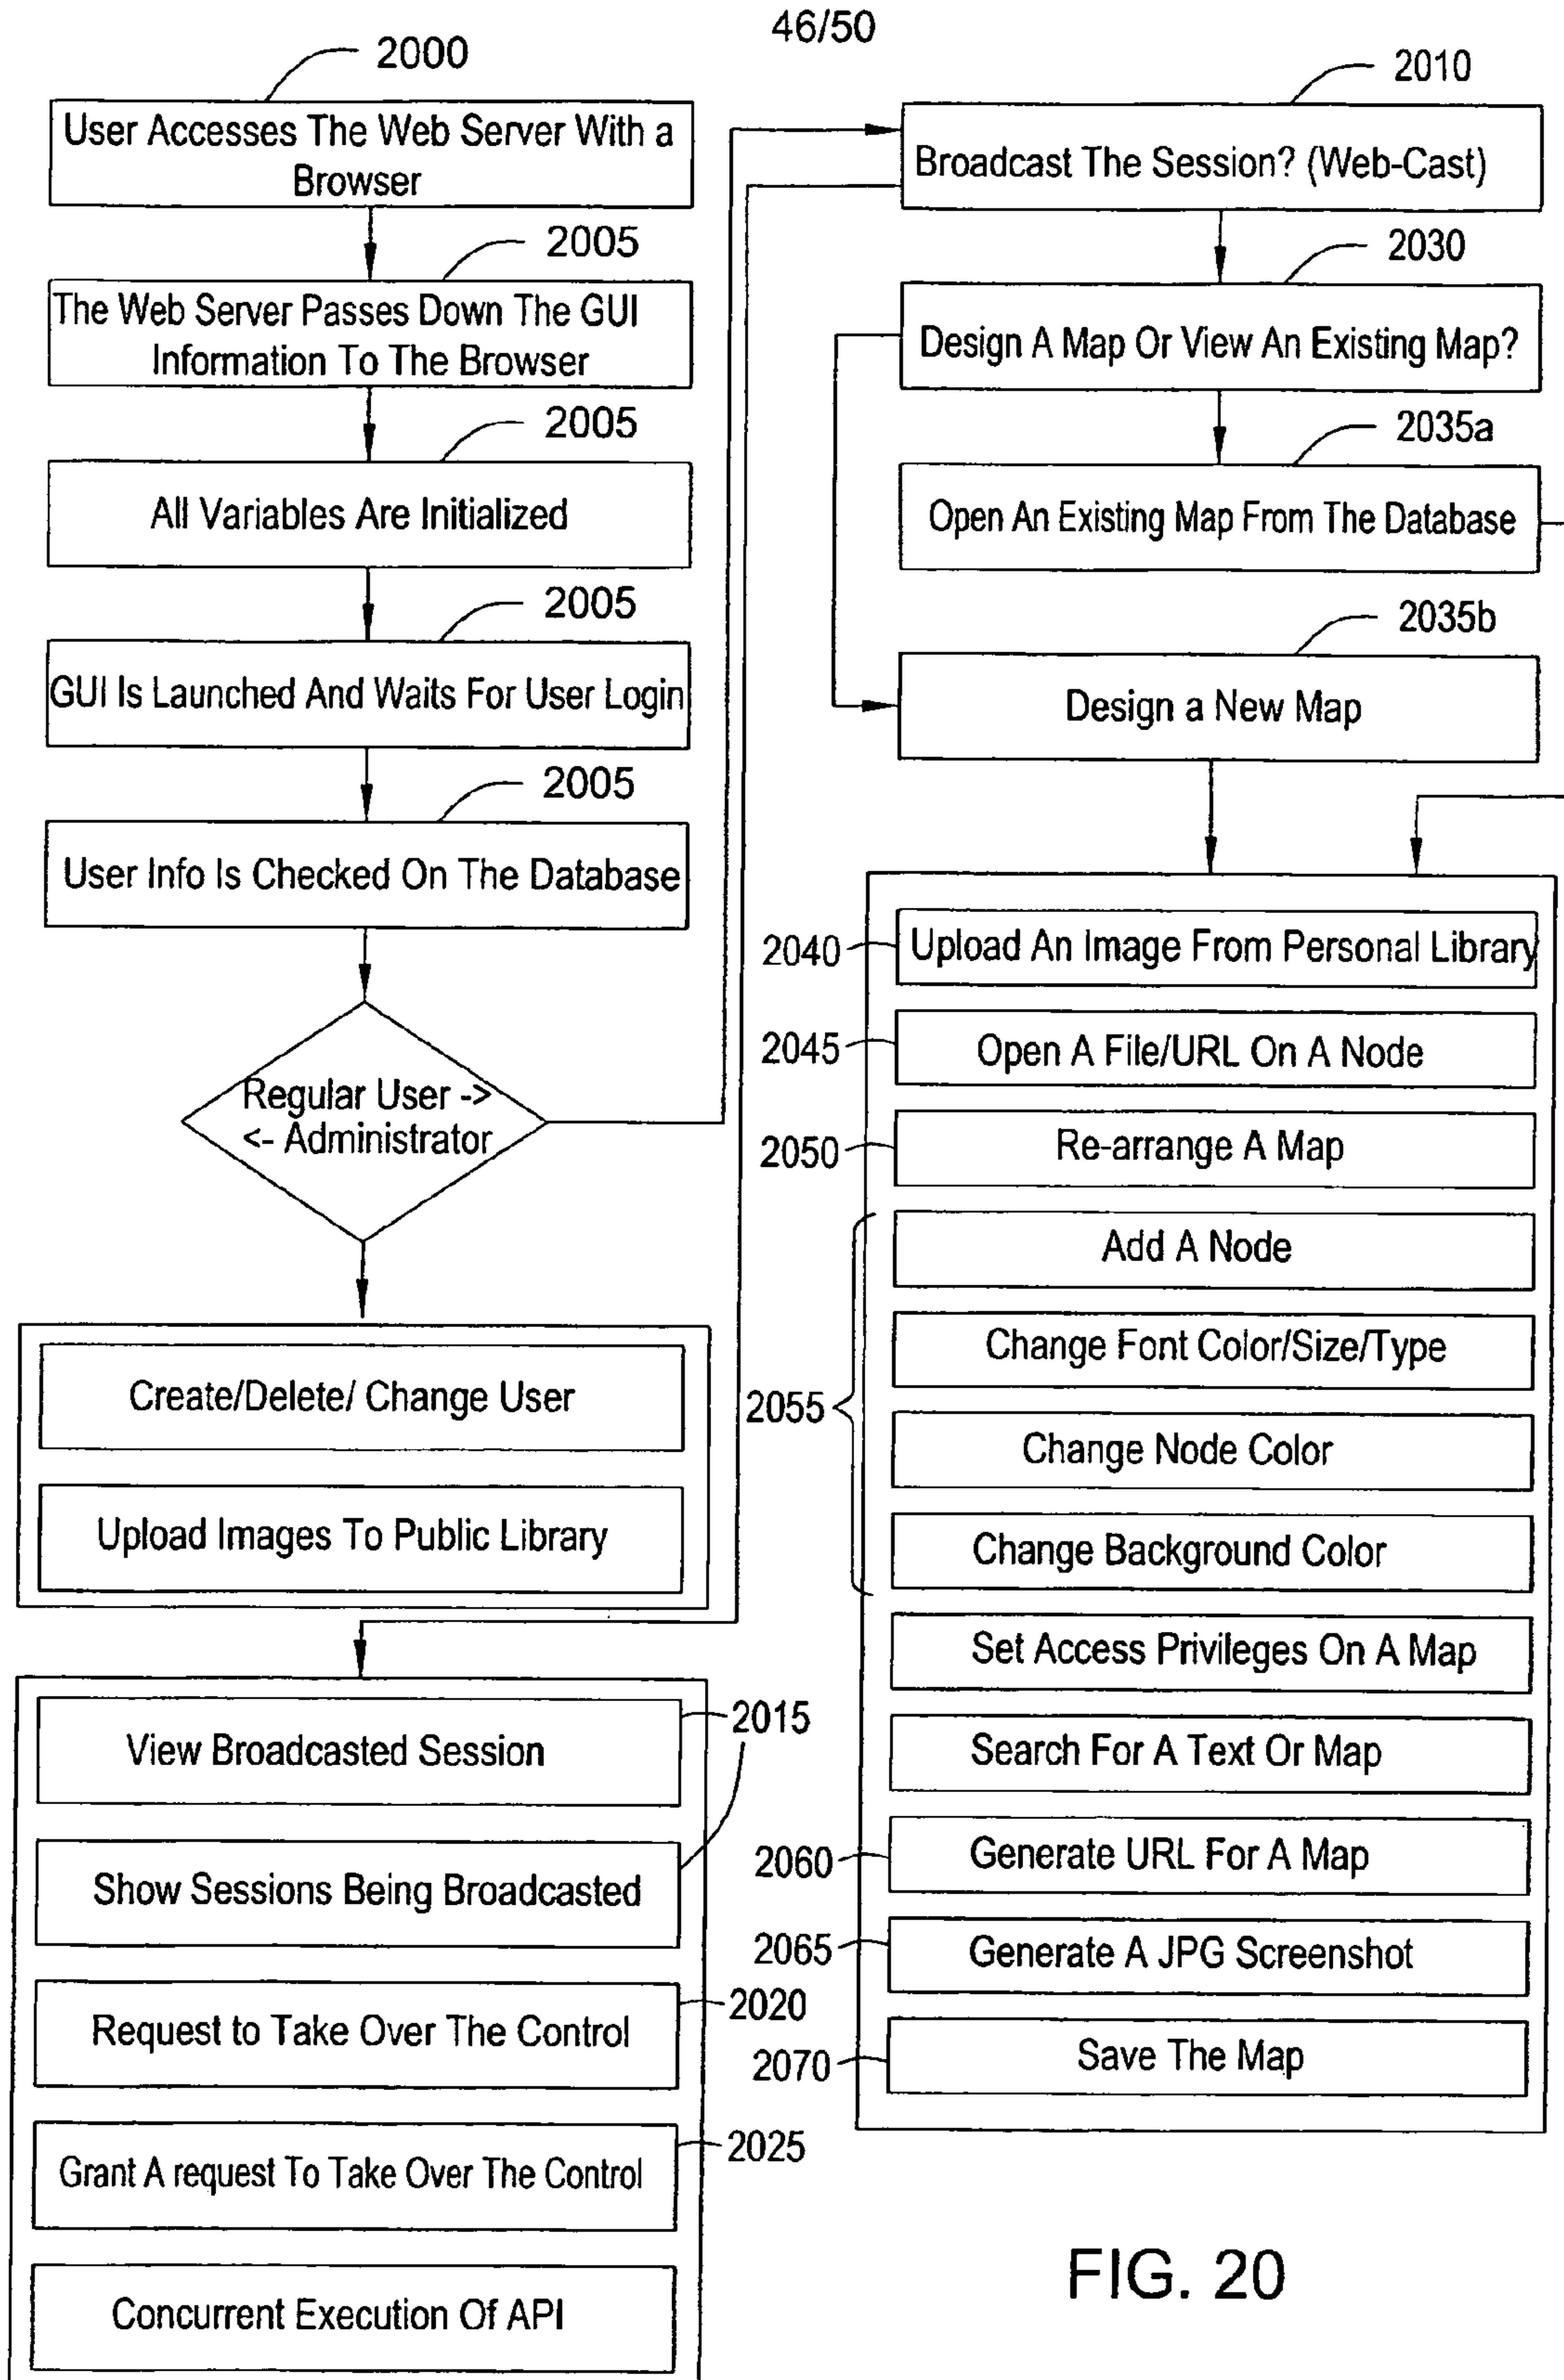 46/50
2000
User Accesses The Web Server With a
Browser
2005
The Web Server Passes Down The GUI
Information To The Browser
2005
All Variables Are Initialized
2005
GUI Is Launched And Waits For User Login
2005
User Info Is Checked On The Database
Regular User ->
<- Administrator
Create/Delete/ Change User
Upload Images To Public Library
View Broadcasted Session
2015
Show Sessions Being Broadcasted
Request to Take Over The Control
2020
Grant A request To Take Over The Control
2025
Concurrent Execution Of API
2010
Broadcast The Session? (Web-Cast)
2030
Design A Map Or View An Existing Map?
2035a
Open An Existing Map From The Database
2035b
Design a New Map
2040
Upload An Image From Personal Library
2045
Open A File/URL On A Node
2050
Re-arrange A Map
2055
Add A Node
Change Font Color/Size/Type
Change Node Color
Change Background Color
Set Access Privileges On A Map
Search For A Text Or Map
2060
Generate URL For A Map
2065
Generate A JPG Screenshot
2070
Save The Map
FIG. 20